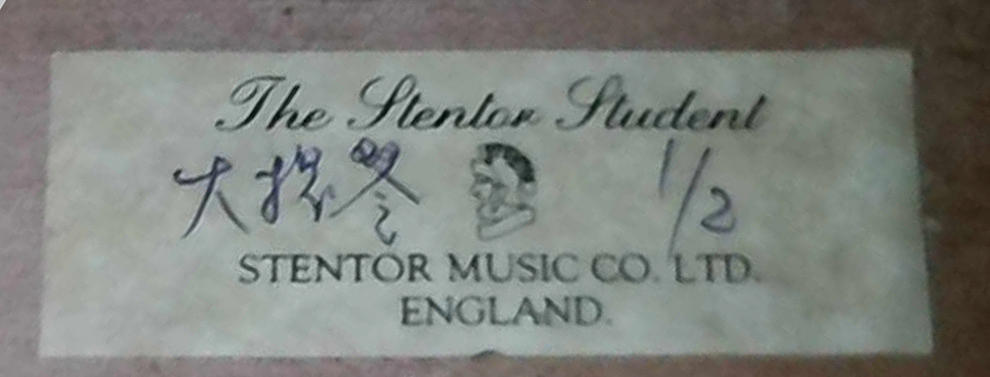 The Stentor Student
大提琴 1/2
STENTOR MUSIC CO. LTD.
ENGLAND.